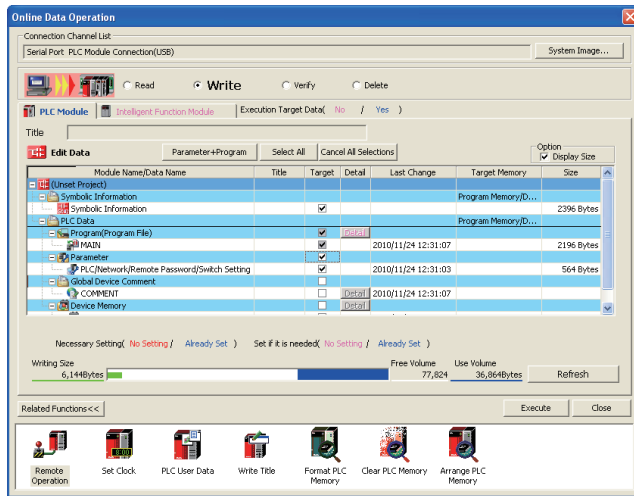 Online Data Operation
Connection Channel List
Serial Port PLC Module Connection(USB)
System Image...
Read
Write
Verify
Delete
PLC Module
Intelligent Function Module
Execution Target Data( No / Yes )
Title
Edit Data
Parameter+Program
Select All
Cancel All Selections
Option
Display Size
Module Name/Data Name Title Target Detail Last Change Target Memory Size
(Unset Project)
Symbolic Information Program Memory/D...
Symbolic Information 2396 Bytes
PLC Data Program Memory/D...
Program(Program File) Detail
MAIN 2010/11/24 12:31:07 2196 Bytes
Parameter
PLC/Network/Remote Password/Switch Setting 2010/11/24 12:31:03 564 Bytes
Global Device Comment
COMMENT Detail 2010/11/24 12:31:07
Device Memory Detail
Necessary Setting( No Setting / Already Set ) Set if it is needed( No Setting / Already Set )
Writing Size Free Volume Use Volume
6,144Bytes 77,824 36,864Bytes
Refresh
Related Functions<<
Execute
Close
Remote Operation
Set Clock
PLC User Data
Write Title
Format PLC Memory
Clear PLC Memory
Arrange PLC Memory